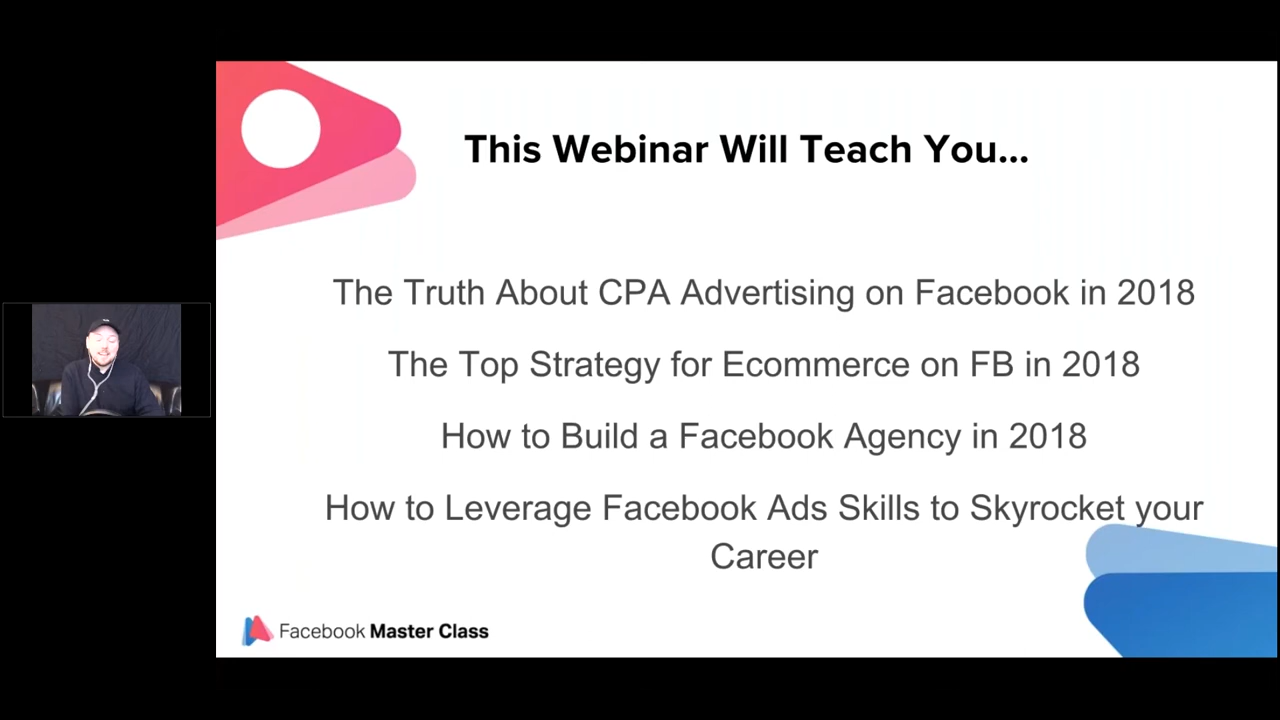 This Webinar Will Teach You...
The Truth About CPA Advertising on Facebook in 2018
The Top Strategy for Ecommerce on FB in 2018
How to Build a Facebook Agency in 2018
How to Leverage Facebook Ads Skills to Skyrocket your
Career
Facebook Master Class